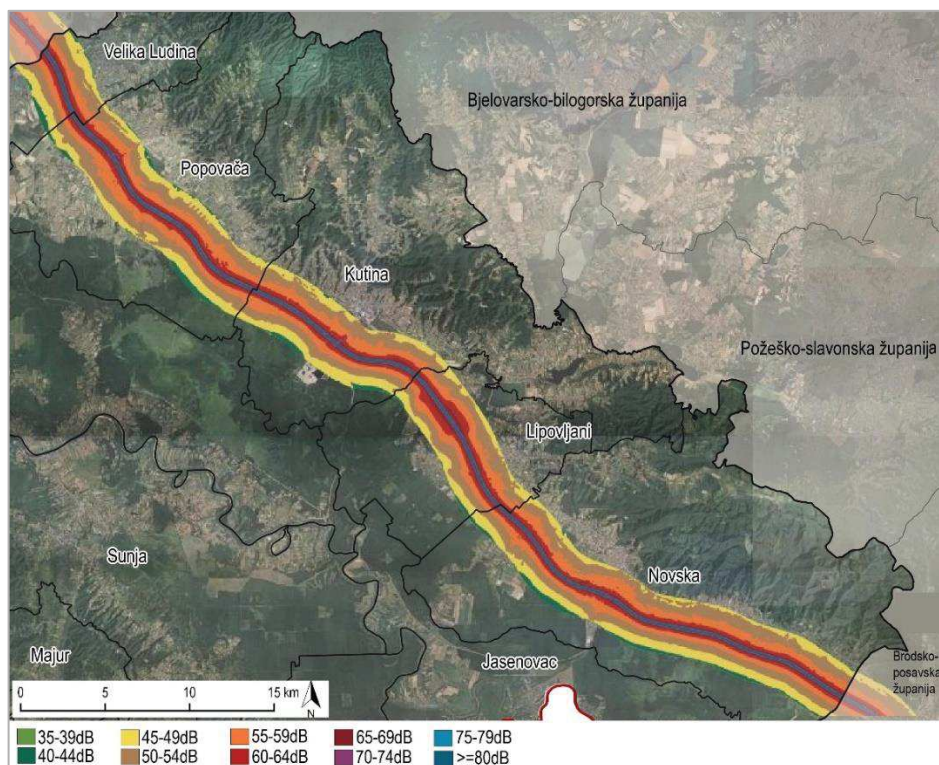 Velika Ludina
Bjelovarsko-bilogorska županija
Popovača
Kutina
Požeško-slavonska županija
Lipovljani
Sunja
Novska
Majur
Jasenovac
Brodsko-
posavska
županija
0 5 10 15 km
N
35-39dB 45-49dB 55-59dB 65-69dB 75-79dB
40-44dB 50-54dB 60-64dB 70-74dB >=80dB